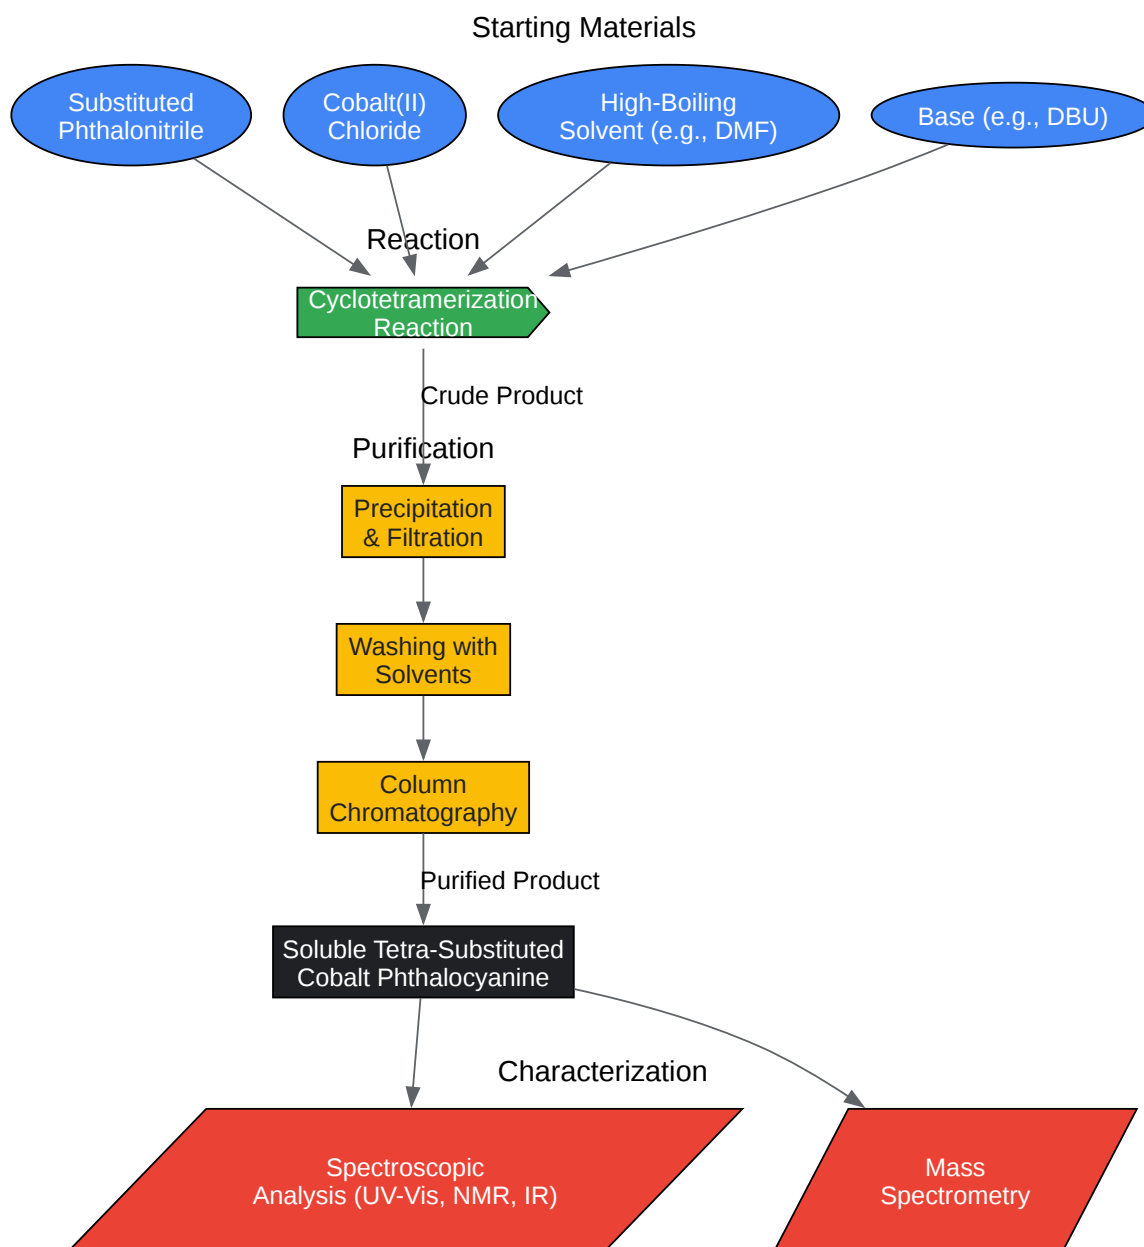 Starting Materials
Substituted
Phthalonitrile
Cobalt(II)
Chloride
High-Boiling
Solvent (e.g., DMF)
Base (e.g., DBU)
Reaction
Cyclotetramerization
Reaction
Crude Product
Purification
Precipitation
& Filtration
Washing with
Solvents
Column
Chromatography
Purified Product
Soluble Tetra-Substituted
Cobalt Phthalocyanine
Characterization
Spectroscopic
Analysis (UV-Vis, NMR, IR)
Mass
Spectrometry